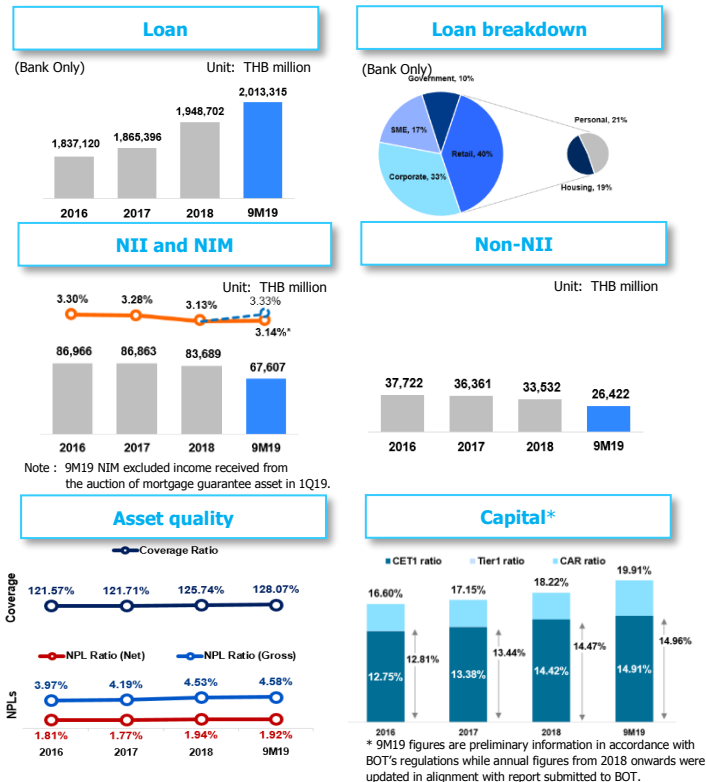 Loan
(Bank Only)
Unit: THB million
1,837,120
1,865,396
1,948,702
2,013,315
2016
2017
2018
9M19
Loan breakdown
(Bank Only)
Government, 10%
SME, 17%
Retail, 40%
Corporate, 33%
Personal, 21%
Housing, 19%
NII and NIM
Unit: THB million
3.30%
3.28%
3.13%
3.33%
3.14%*
86,966
86,863
83,689
67,607
2016
2017
2018
9M19
Note : 9M19 NIM excluded income received from
the auction of mortgage guarantee asset in 1Q19.
Non-NII
Unit: THB million
37,722
36,361
33,532
26,422
2016
2017
2018
9M19
Asset quality
Coverage Ratio
Coverage
121.57%
121.71%
125.74%
128.07%
NPL Ratio (Net)
NPL Ratio (Gross)
NPLs
3.97%
4.19%
4.53%
4.58%
1.81%
1.77%
1.94%
1.92%
2016
2017
2018
9M19
Capital*
CET1 ratio
Tier1 ratio
CAR ratio
16.60%
17.15%
18.22%
19.91%
12.81%
13.44%
14.47%
14.96%
12.75%
13.38%
14.42%
14.91%
2016
2017
2018
9M19
* 9M19 figures are preliminary information in accordance with
BOT's regulations while annual figures from 2018 onwards were
updated in alignment with report submitted to BOT.